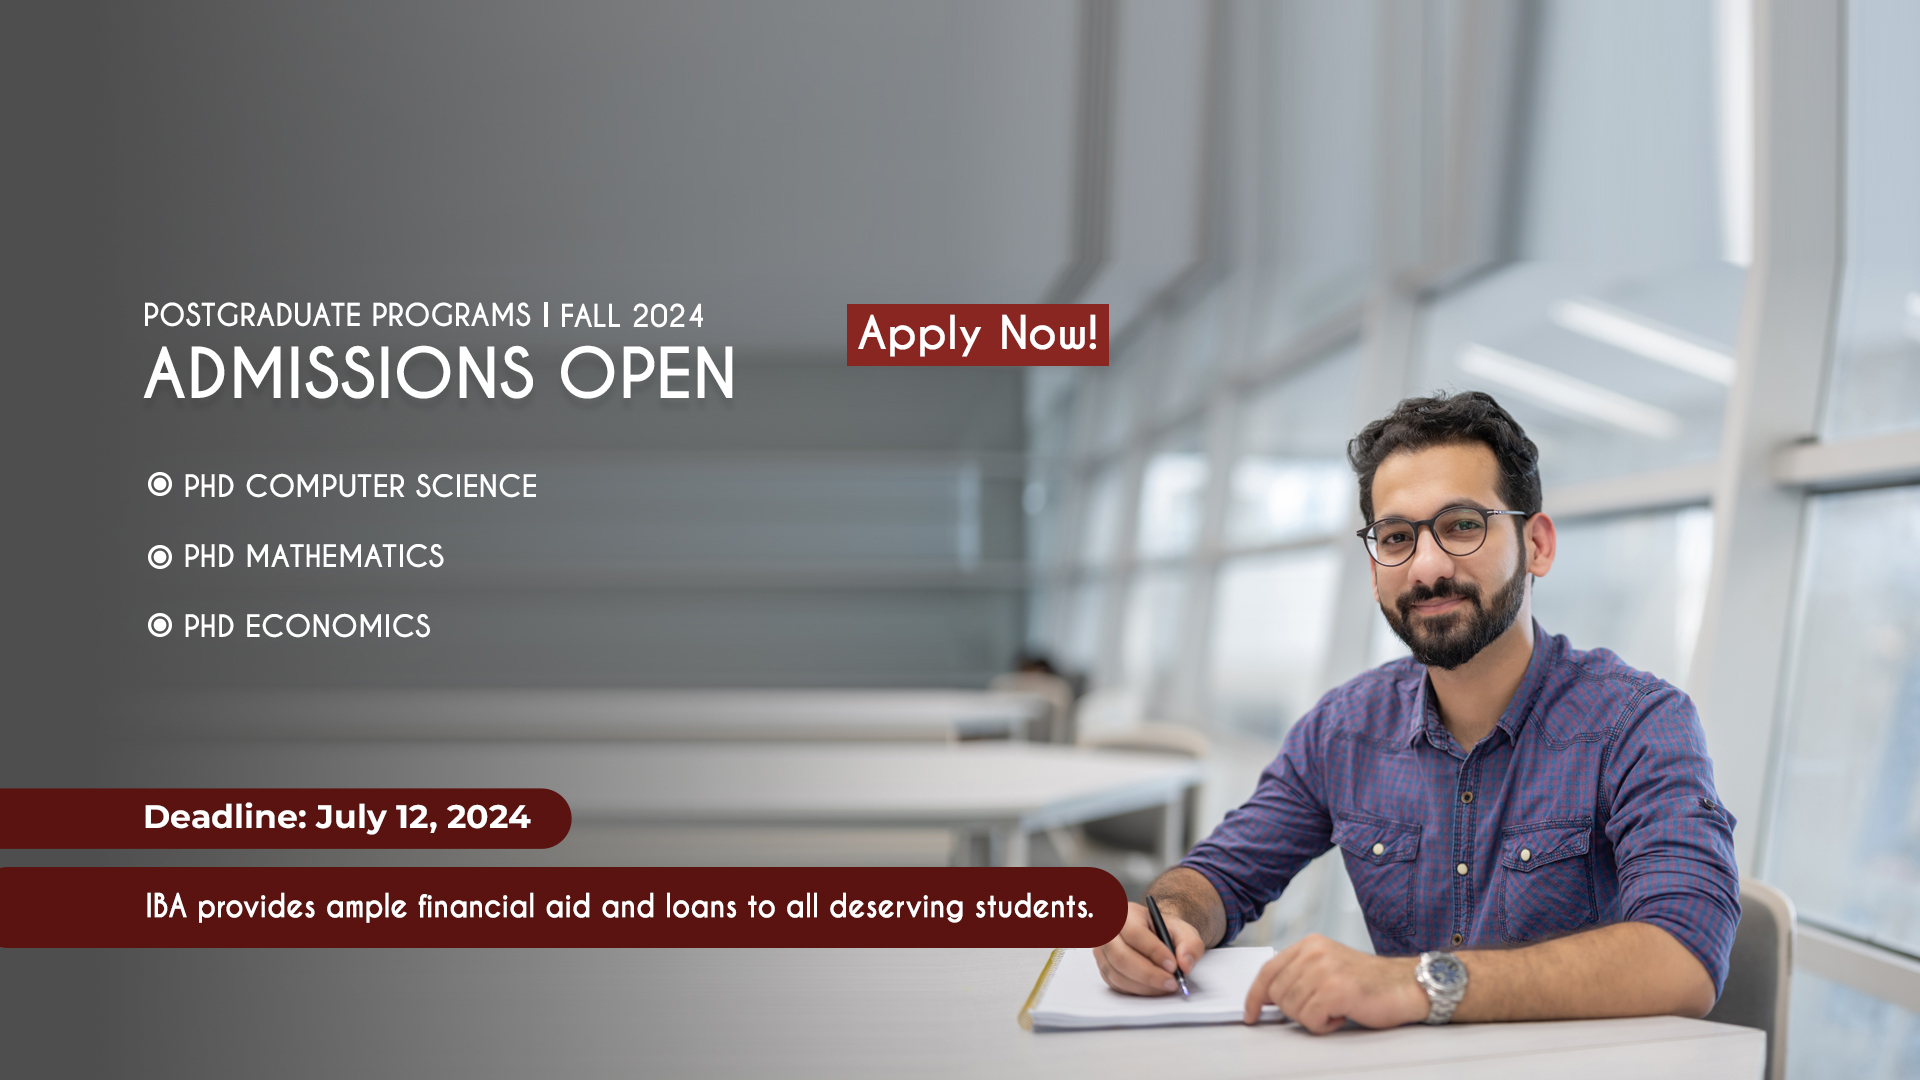 POSTGRADUATE PROGRAMS | FALL 2024
ADMISSIONS OPEN
Apply Now!
PHD COMPUTER SCIENCE
PHD MATHEMATICS
PHD ECONOMICS
Deadline: July 12, 2024
IBA provides ample financial aid and loans to all deserving students.